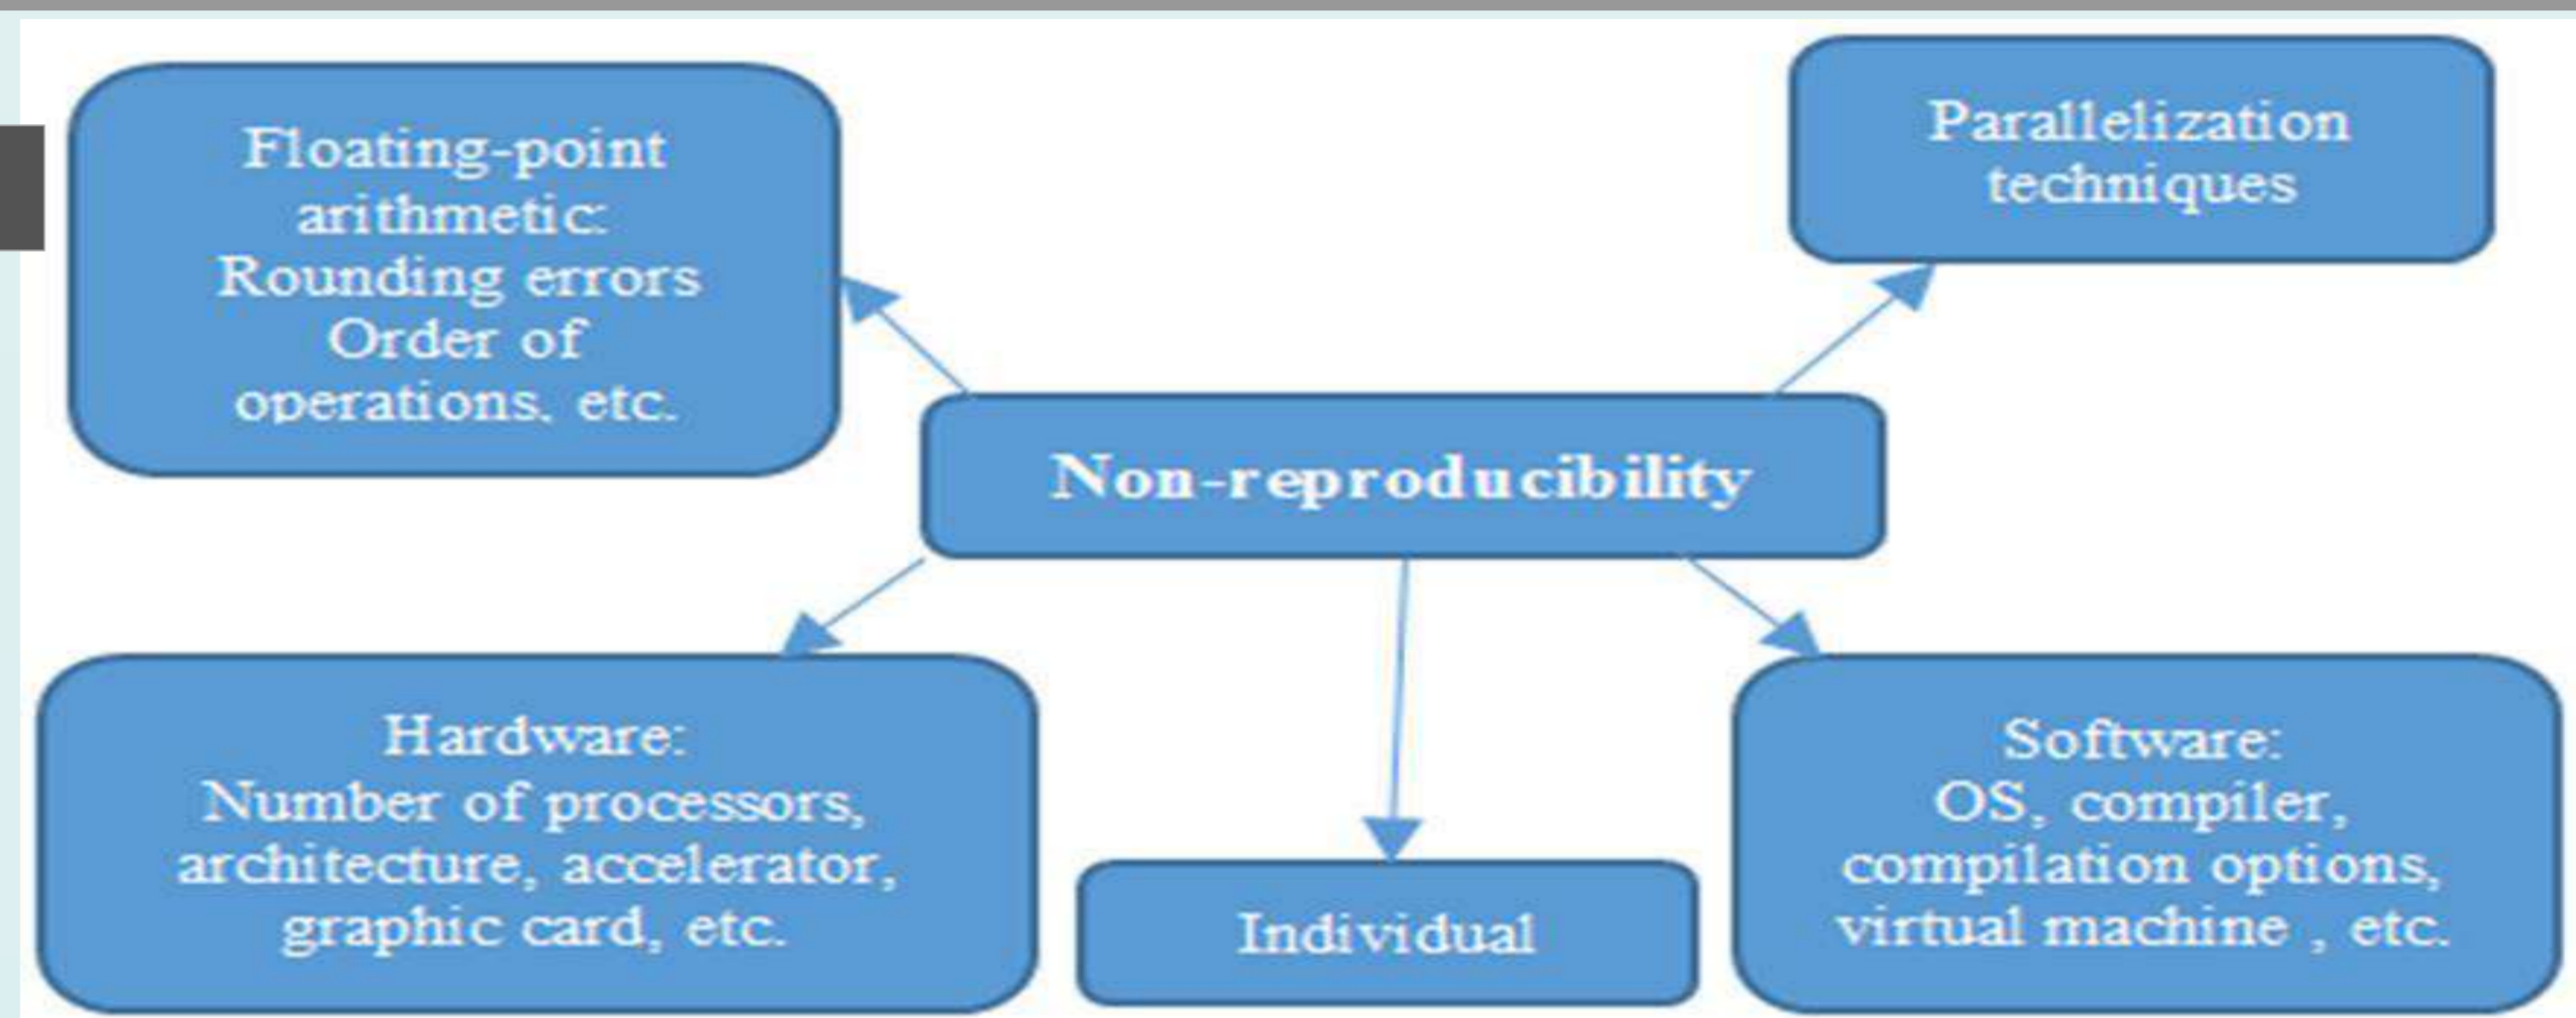 Floating-point
arithmetic:
Rounding errors
Order of
operations, etc.
Parallelization
techniques
Non-reproducibility
Hardware:
Number of processors,
architecture, accelerator,
graphic card, etc.
Individual
Software:
OS, compiler,
compilation options,
virtual machine , etc.